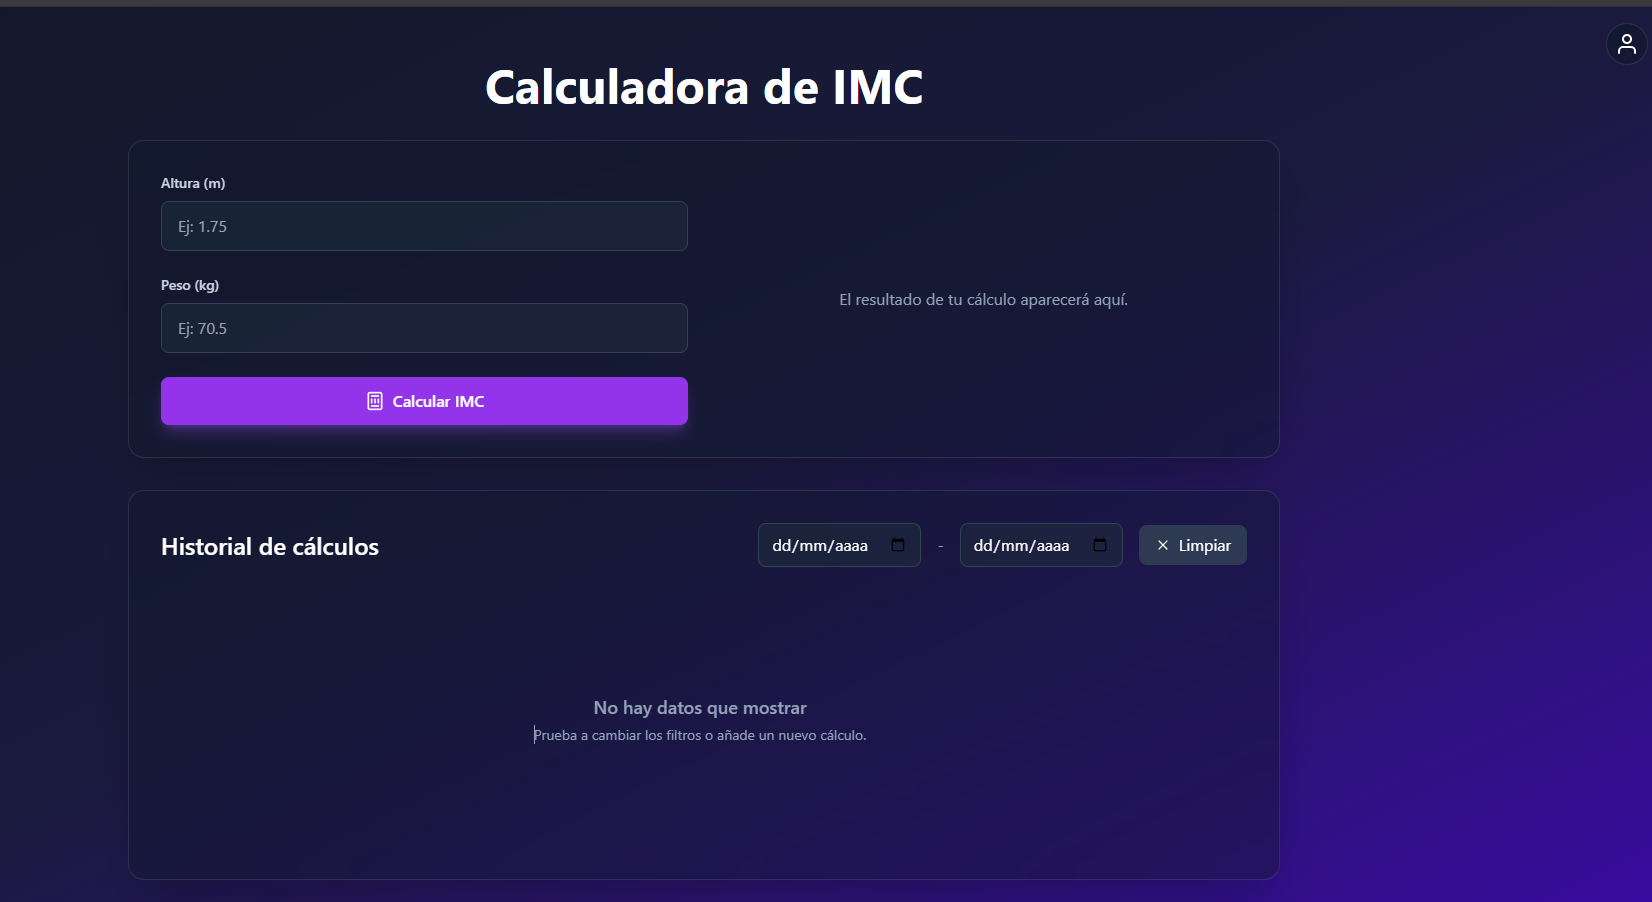 Calculadora de IMC
Altura (m)
Ej: 1.75
Peso (kg)
Ej: 70.5
Calcular IMC
El resultado de tu cálculo aparecerá aquí.
Historial de cálculos
dd/mm/aaaa - dd/mm/aaaa
Limpiar
No hay datos que mostrar
Prueba a cambiar los filtros o añade un nuevo cálculo.